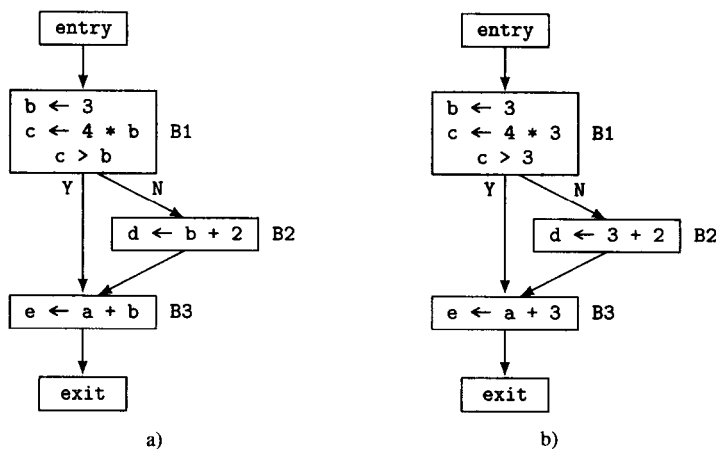 entry
b ← 3
c ← 4 * b
c > b
B1
Y
N
d ← b + 2
B2
e ← a + b
B3
exit
a)
entry
b ← 3
c ← 4 * 3
c > 3
B1
Y
N
d ← 3 + 2
B2
e ← a + 3
B3
exit
b)